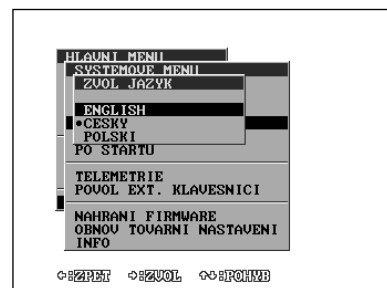 HLAVNI MENU
SYSTEMOVE MENU
ZVOL JAZYK
ENGLISH
•CESKY
POLSKI
PO STARTU
TELEMETRIE
POVOL EXT. KLAVESNICI
NAHRANI FIRMWARE
OBNOV TOVARNI NASTAVENI
INFO
←:ZPET →:ZVOL ↑↓:POHYB